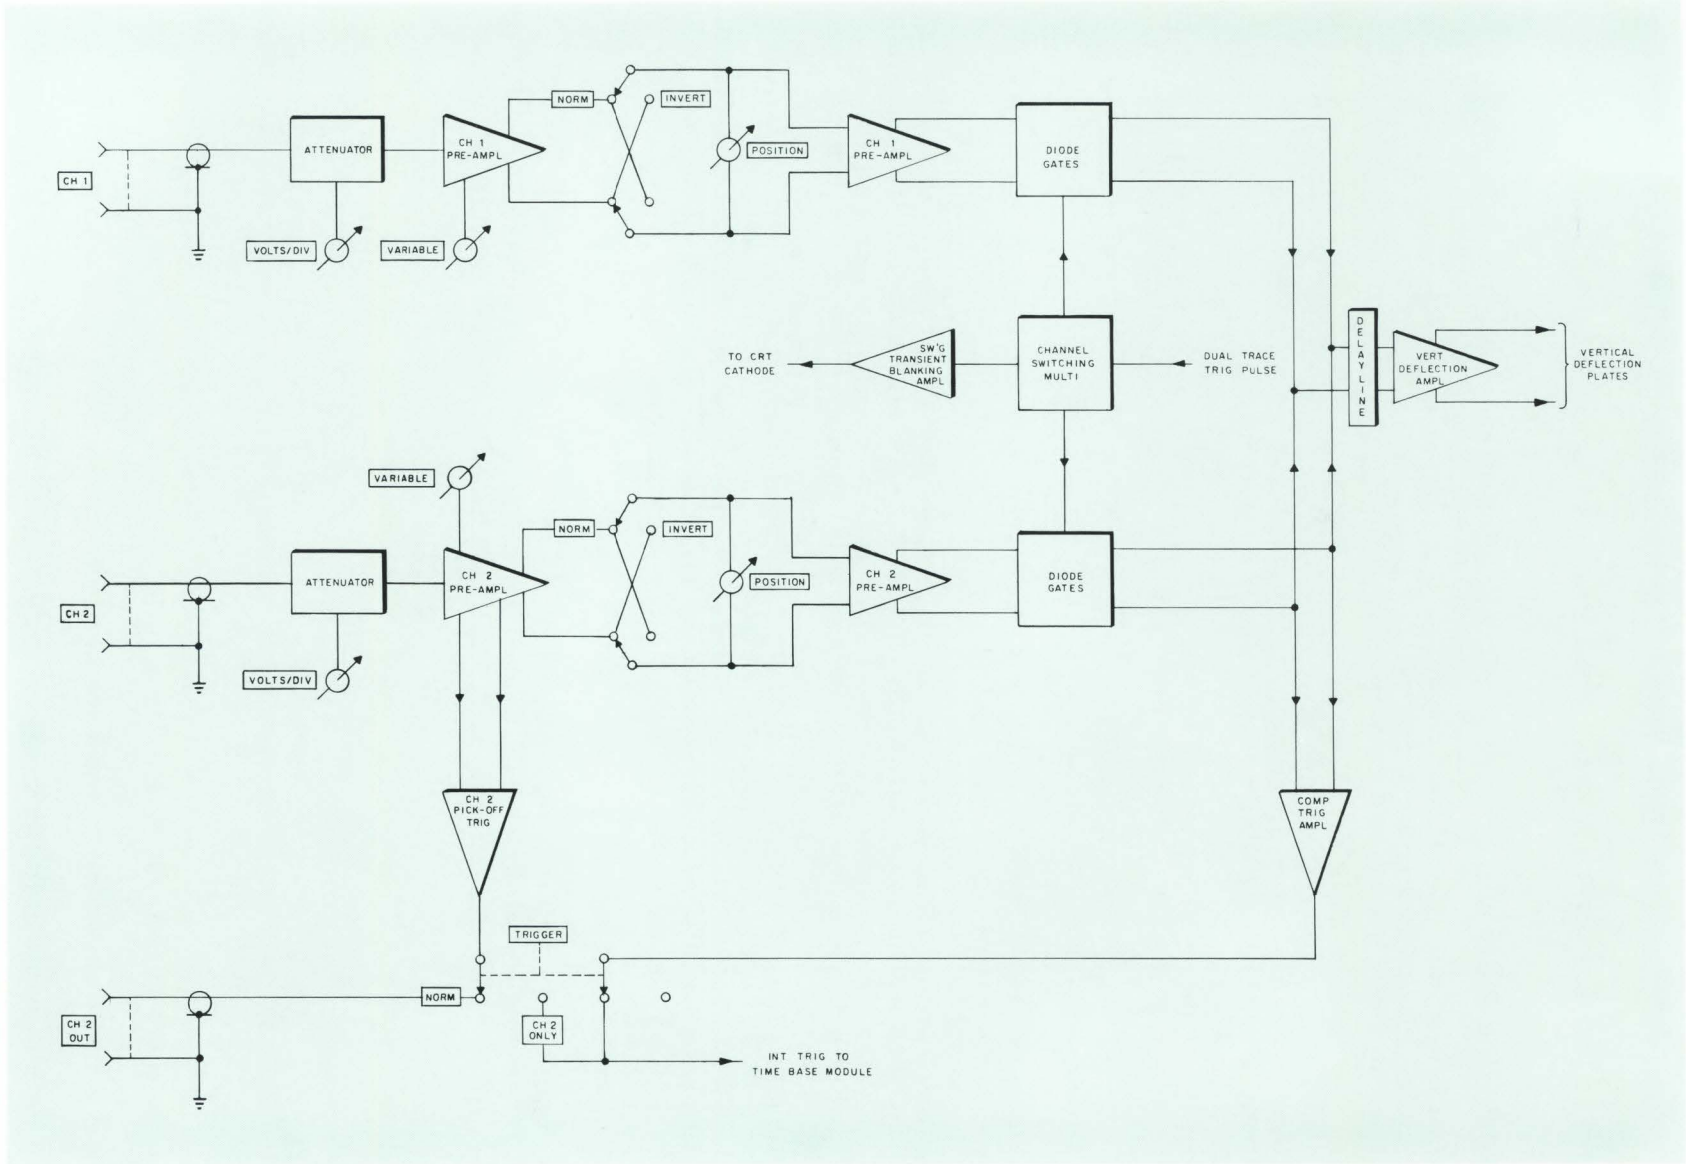 NORM
INVERT
ATTENUATOR
CH 1
PRE-AMPL
POSITION
CH 1
PRE-AMPL
DIODE
GATES
CH 1
VOLTS/DIV
VARIABLE
TO CRT
CATHODE
SW'G
TRANSIENT
BLANKING
AMPL
CHANNEL
SWITCHING
MULTI
DUAL TRACE
TRIG PULSE
DELAY LINE
VERT
DEFLECTION
AMPL
VERTICAL
DEFLECTION
PLATES
VARIABLE
NORM
INVERT
ATTENUATOR
CH 2
PRE-AMPL
POSITION
CH 2
PRE-AMPL
DIODE
GATES
CH 2
VOLTS/DIV
CH 2
PICK-OFF
TRIG
COMP
TRIG
AMPL
TRIGGER
NORM
CH 2
OUT
CH 2
ONLY
INT TRIG TO
TIME BASE MODULE